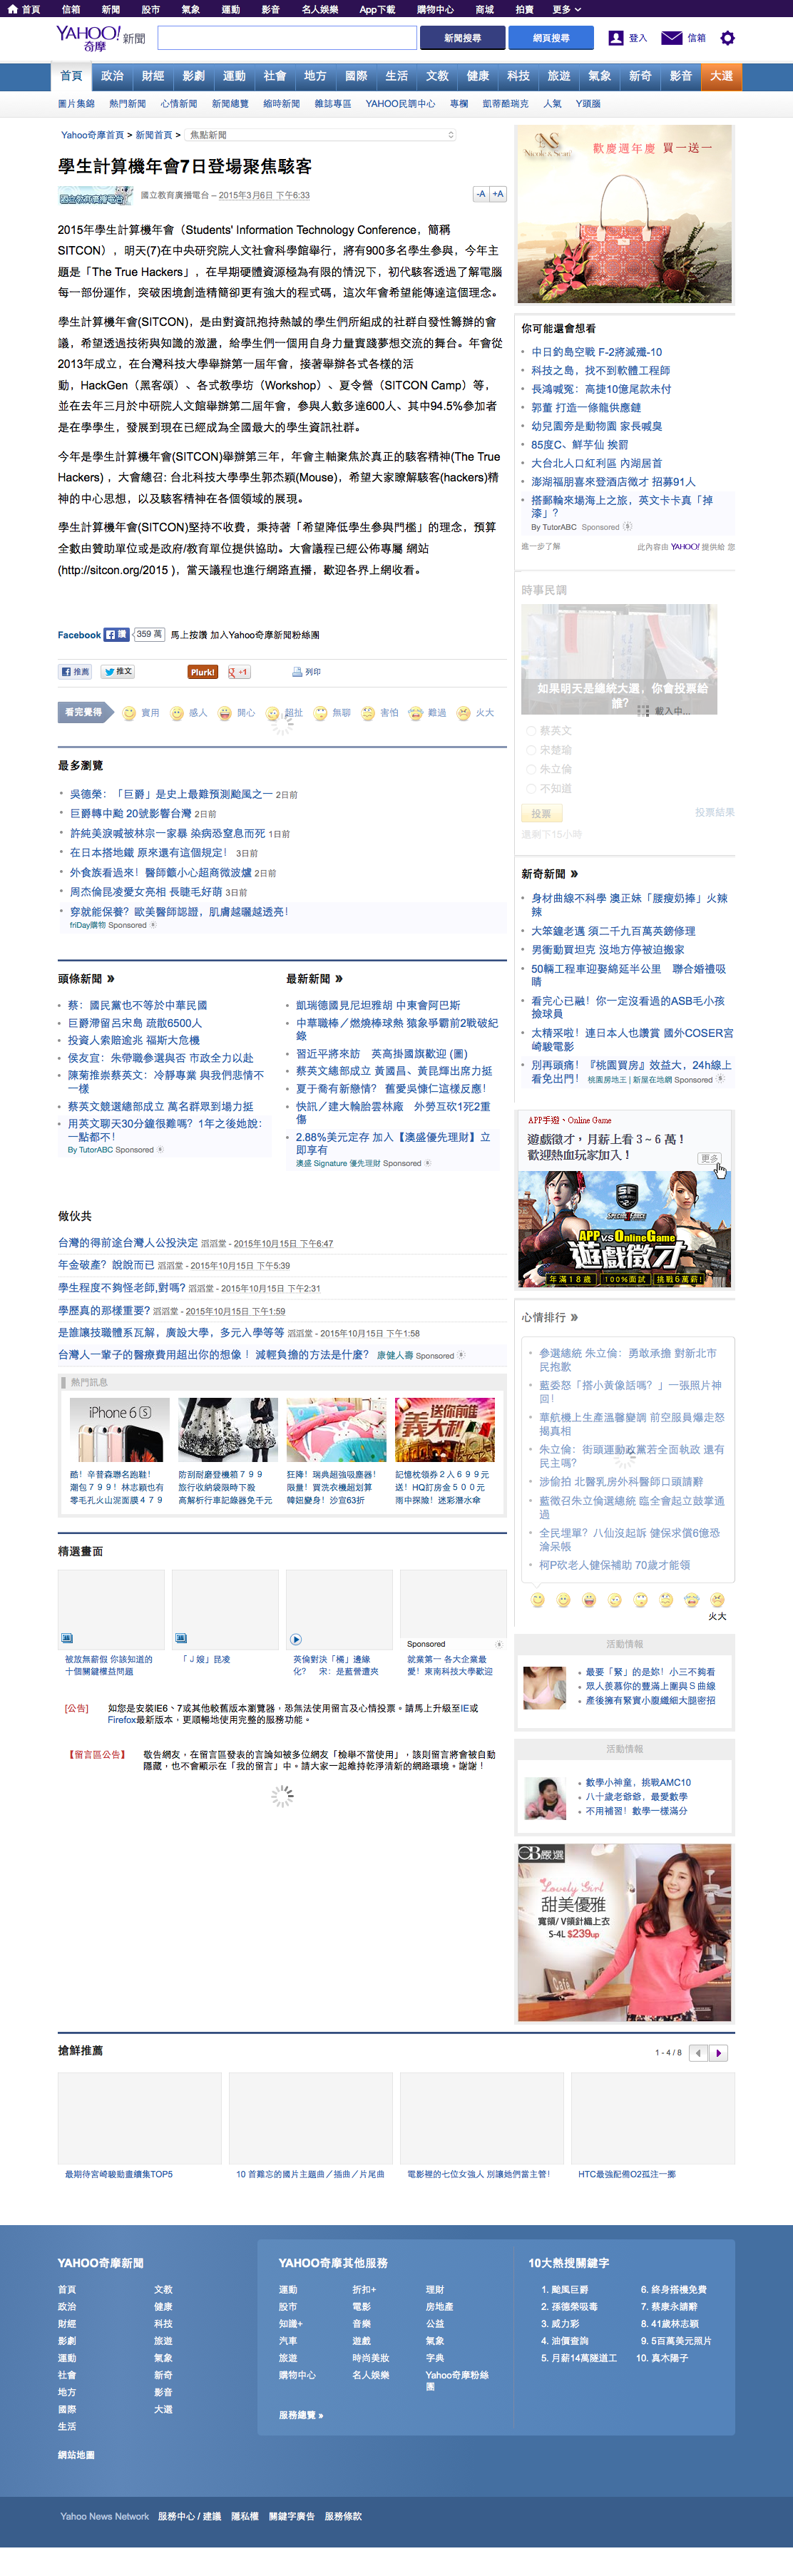 首頁 信箱 新聞 股市 氣象 運動 影音 名人娛樂 App下載 購物中心 商城 拍賣 更多
YAHOO! 奇摩 新聞
新聞搜尋 網頁搜尋 登入 信箱
首頁 政治 財經 影劇 運動 社會 地方 國際 生活 文教 健康 科技 旅遊 氣象 新奇 影音 大選
圖片集錦 熱門新聞 心情新聞 新聞總覽 縮時新聞 雜誌專區 YAHOO民調中心 專欄 凱蒂酷瑞克 人氣 Y頭腦
Yahoo奇摩首頁 > 新聞首頁 > 焦點新聞
學生計算機年會7日登場聚焦駭客
國立教育廣播電台
國立教育廣播電台 – 2015年3月6日 下午6:33
-A +A
2015年學生計算機年會（Students' Information Technology Conference，簡稱
SITCON），明天(7)在中央研究院人文社會科學館舉行，將有900多名學生參與，今年主
題是「The True Hackers」，在早期硬體資源極為有限的情況下，初代駭客透過了解電腦
每一部份運作，突破困境創造精簡卻更有強大的程式碼，這次年會希望能傳達這個理念。
學生計算機年會(SITCON)，是由對資訊抱持熱誠的學生們所組成的社群自發性籌辦的會
議，希望透過技術與知識的激盪，給學生們一個用自身力量實踐夢想交流的舞台。年會從
2013年成立，在台灣科技大學舉辦第一屆年會，接著舉辦各式各樣的活
動，HackGen（黑客頌）、各式教學坊（Workshop）、夏令營（SITCON Camp）等，
並在去年三月於中研院人文館舉辦第二屆年會，參與人數多達600人、其中94.5%參加者
是在學學生，發展到現在已經成為全國最大的學生資訊社群。
今年是學生計算機年會(SITCON)舉辦第三年，年會主軸聚焦於真正的駭客精神(The True
Hackers) ，大會總召: 台北科技大學學生郭杰穎(Mouse)，希望大家瞭解駭客(hackers)精
神的中心思想，以及駭客精神在各個領域的展現。
學生計算機年會(SITCON)堅持不收費，秉持著「希望降低學生參與門檻」的理念，預算
全數由贊助單位或是政府/教育單位提供協助。大會議程已經公佈專屬 網站
(http://sitcon.org/2015 )，當天議程也進行網路直播，歡迎各界上網收看。
Facebook 讚 359 萬 馬上按讚 加入Yahoo奇摩新聞粉絲團
推薦 推文 Plurk! +1 列印
看完覺得 實用 感人 開心 超扯 無聊 害怕 難過 火大
最多瀏覽
吳德榮：「巨爵」是史上最難預測颱風之一 2日前
巨爵轉中颱 20號影響台灣 2日前
許純美淚喊被林宗一家暴 染病恐窒息而死 1日前
在日本搭地鐵 原來還有這個規定！ 3日前
外食族看過來！醫師籲小心超商微波爐 2日前
周杰倫昆凌愛女亮相 長睫毛好萌 3日前
穿就能保養？歐美醫師認證，肌膚越曬越透亮！
friDay購物 Sponsored
頭條新聞 »
蔡：國民黨也不等於中華民國
巨爵滯留呂宋島 疏散6500人
投資人索賠逾兆 福斯大危機
侯友宜：朱帶職參選與否 市政全力以赴
陳菊推崇蔡英文：冷靜專業 與我們悲情不
一樣
蔡英文競選總部成立 萬名群眾到場力挺
用英文聊天30分鐘很難嗎？1年之後她說：
一點都不！
By TutorABC Sponsored
最新新聞 »
凱瑞德國見尼坦雅胡 中東會阿巴斯
中華職棒／燃燒棒球熱 猿象爭霸前2戰破紀
錄
習近平將來訪 英高掛國旗歡迎 (圖)
蔡英文總部成立 黃國昌、黃昆輝出席力挺
夏于喬有新戀情？ 舊愛吳慷仁這樣反應！
快訊／建大輪胎雲林廠 外勞互砍1死2重
傷
2.88%美元定存 加入【澳盛優先理財】立
即享有
澳盛 Signature 優先理財 Sponsored
做伙共
台灣的得前途台灣人公投決定 滔滔堂 - 2015年10月15日 下午6:47
年金破產？說說而已 滔滔堂 - 2015年10月15日 下午5:39
學生程度不夠怪老師,對嗎? 滔滔堂 - 2015年10月15日 下午2:31
學歷真的那樣重要? 滔滔堂 - 2015年10月15日 下午1:59
是誰讓技職體系瓦解，廣設大學，多元入學等等 滔滔堂 - 2015年10月15日 下午1:58
台灣人一輩子的醫療費用超出你的想像！減輕負擔的方法是什麼? 康健人壽 Sponsored
熱門訊息
iPhone 6S
送你前進 義大利!
酷！辛普森聯名跑鞋！
潮包７９９！林志穎也有
零毛孔火山泥面膜４７９
防刮耐磨登機箱７９９
旅行收納袋限時下殺
高解析行車記錄器免千元
狂降！瑞典超強吸塵器！
限量！買洗衣機超划算
韓妞變身！沙宣63折
記憶枕領券２人６９９元
送！HQ訂房金５００元
雨中探險！迷彩潛水傘
精選畫面
被放無薪假 你該知道的
十個關鍵權益問題
「Ｊ嫂」昆凌
英倫對決「橘」邊緣
化？ 宋：是藍營遭夾
Sponsored
就業第一 各大企業最
愛！東南科技大學歡迎
[公告] 如您是安裝IE6、7或其他較舊版本瀏覽器，恐無法使用留言及心情投票。請馬上升級至IE或
Firefox最新版本，更順暢地使用完整的服務功能。
【留言區公告】 敬告網友，在留言區發表的言論如被多位網友「檢舉不當使用」，該則留言將會被自動
隱藏，也不會顯示在「我的留言」中。請大家一起維持乾淨清新的網路環境。謝謝！
歡慶週年慶 買一送一
你可能還會想看
中日釣島空戰 F-2將滅殲-10
科技之島，找不到軟體工程師
長鴻喊冤：高捷10億尾款未付
郭董 打造一條龍供應鏈
幼兒園旁是動物園 家長喊臭
85度C、鮮芋仙 挨罰
大台北人口紅利區 內湖居首
澎湖福朋喜來登酒店徵才 招募91人
搭郵輪來場海上之旅，英文卡卡真「掉
漆」？
By TutorABC Sponsored
進一步了解 此內容由 YAHOO! 提供給 您
時事民調
如果明天是總統大選，你會投票給
誰？
載入中...
蔡英文
宋楚瑜
朱立倫
不知道
投票 投票結果
還剩下15小時
新奇新聞 »
身材曲線不科學 澳正妹「腰瘦奶捧」火辣
辣
大笨鐘老邁 須二千九百萬英鎊修理
男衝動買坦克 沒地方停被迫搬家
50輛工程車迎娶綿延半公里 聯合婚禮吸
睛
看完心已融！你一定沒看過的ASB毛小孩
撿球員
太精采啦！連日本人也讚賞 國外COSER宮
崎駿電影
別再頭痛！『桃園買房』效益大，24h線上
看免出門！ 桃園房地王 | 新屋在地網 Sponsored
APP手遊、Online Game
遊戲徵才，月薪上看 3 ~ 6 萬！
歡迎熱血玩家加入！
更多
APP vs OnlineGame
遊戲徵才
年滿18歲 100%面試 挑戰6萬薪!
心情排行 »
參選總統 朱立倫：勇敢承擔 對新北市
民抱歉
藍委怒「搭小黃像話嗎？」一張照片神
回！
華航機上生產溫馨變調 前空服員爆走怒
揭真相
朱立倫：街頭運動政黨若全面執政 還有
民主嗎？
涉偷拍 北醫乳房外科醫師口頭請辭
藍徵召朱立倫選總統 臨全會起立鼓掌通
過
全民埋單？八仙沒起訴 健保求償6億恐
淪呆帳
柯P砍老人健保補助 70歲才能領
火大
活動情報
最要「緊」的是妳！小三不夠看
眾人羨慕你的豐滿上圍與Ｓ曲線
產後擁有緊實小腹纖細大腿密招
活動情報
數學小神童，挑戰AMC10
八十歲老爺爺，最愛數學
不用補習！數學一樣滿分
OB嚴選
Lovely Girl
甜美優雅
寬領/ V頭針織上衣
S-4L $239up
搶鮮推薦 1 - 4 / 8
最期待宮崎駿動畫續集TOP5
10 首難忘的國片主題曲／插曲／片尾曲
電影裡的七位女強人 別讓她們當主管！
HTC最強配備O2孤注一擲
YAHOO奇摩新聞
首頁 文教
政治 健康
財經 科技
影劇 旅遊
運動 氣象
社會 新奇
地方 影音
國際 大選
生活
網站地圖
YAHOO奇摩其他服務
運動 折扣+ 理財
股市 電影 房地產
知識+ 音樂 公益
汽車 遊戲 氣象
旅遊 時尚美妝 字典
購物中心 名人娛樂 Yahoo奇摩粉絲
團
服務總覽 »
10大熱搜關鍵字
1. 颱風巨爵 6. 終身搭機免費
2. 孫德榮吸毒 7. 蔡康永請辭
3. 威力彩 8. 41歲林志穎
4. 油價查詢 9. 5百萬美元照片
5. 月薪14萬隧道工 10. 真木陽子
Yahoo News Network 服務中心 / 建議 隱私權 關鍵字廣告 服務條款